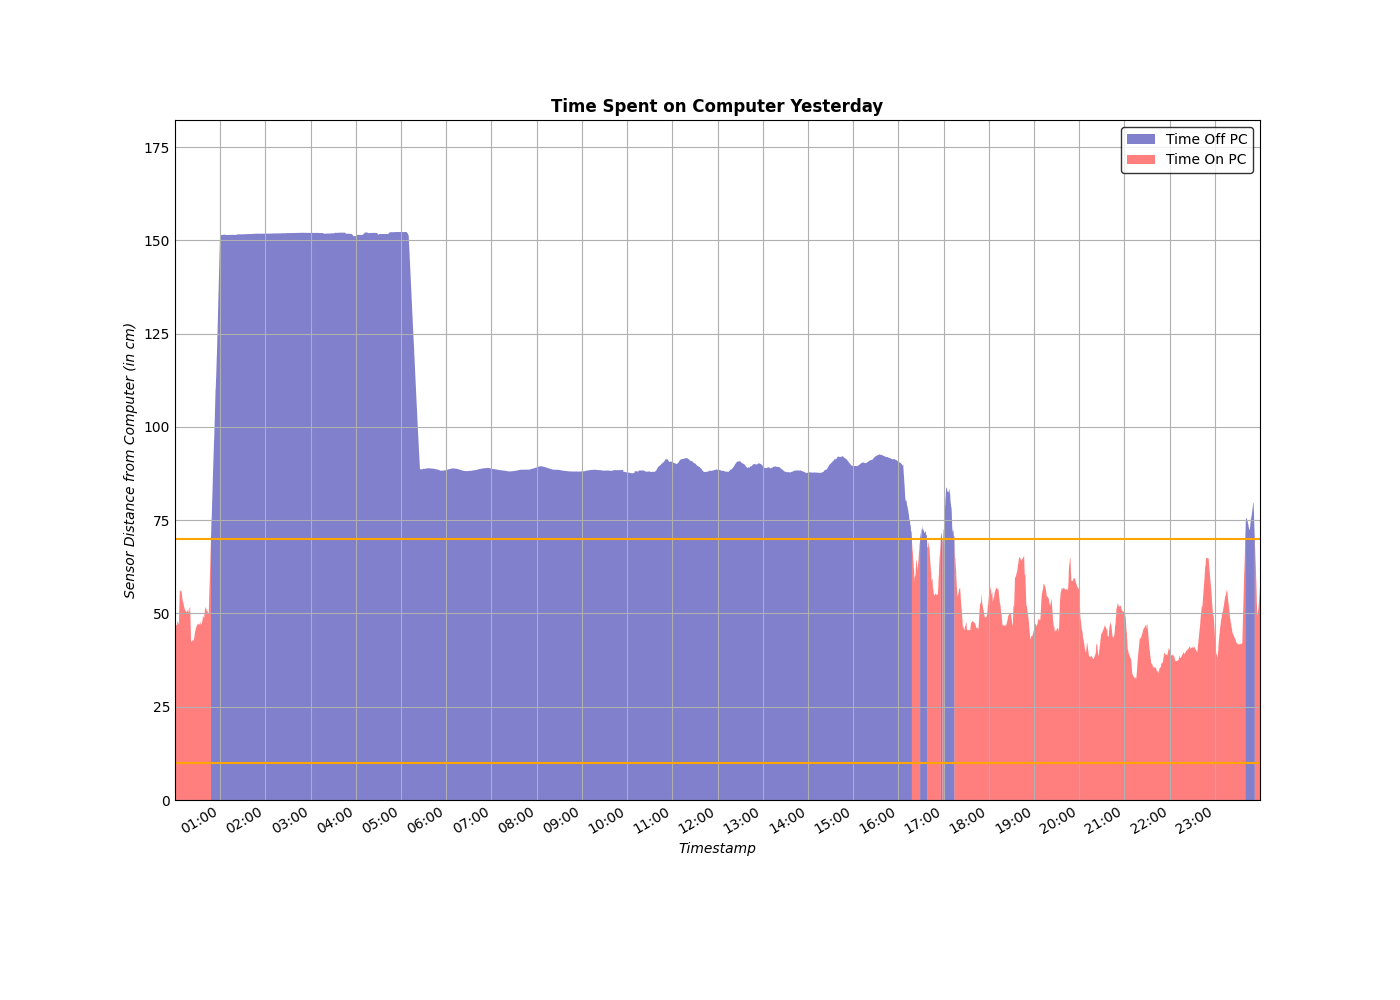 Time Spent on Computer Yesterday
Time Off PC
Time On PC
175
150
125
100
75
50
25
0
Sensor Distance from Computer (in cm)
01:00 02:00 03:00 04:00 05:00 06:00 07:00 08:00 09:00 10:00 11:00 12:00 13:00 14:00 15:00 16:00 17:00 18:00 19:00 20:00 21:00 22:00 23:00
Timestamp